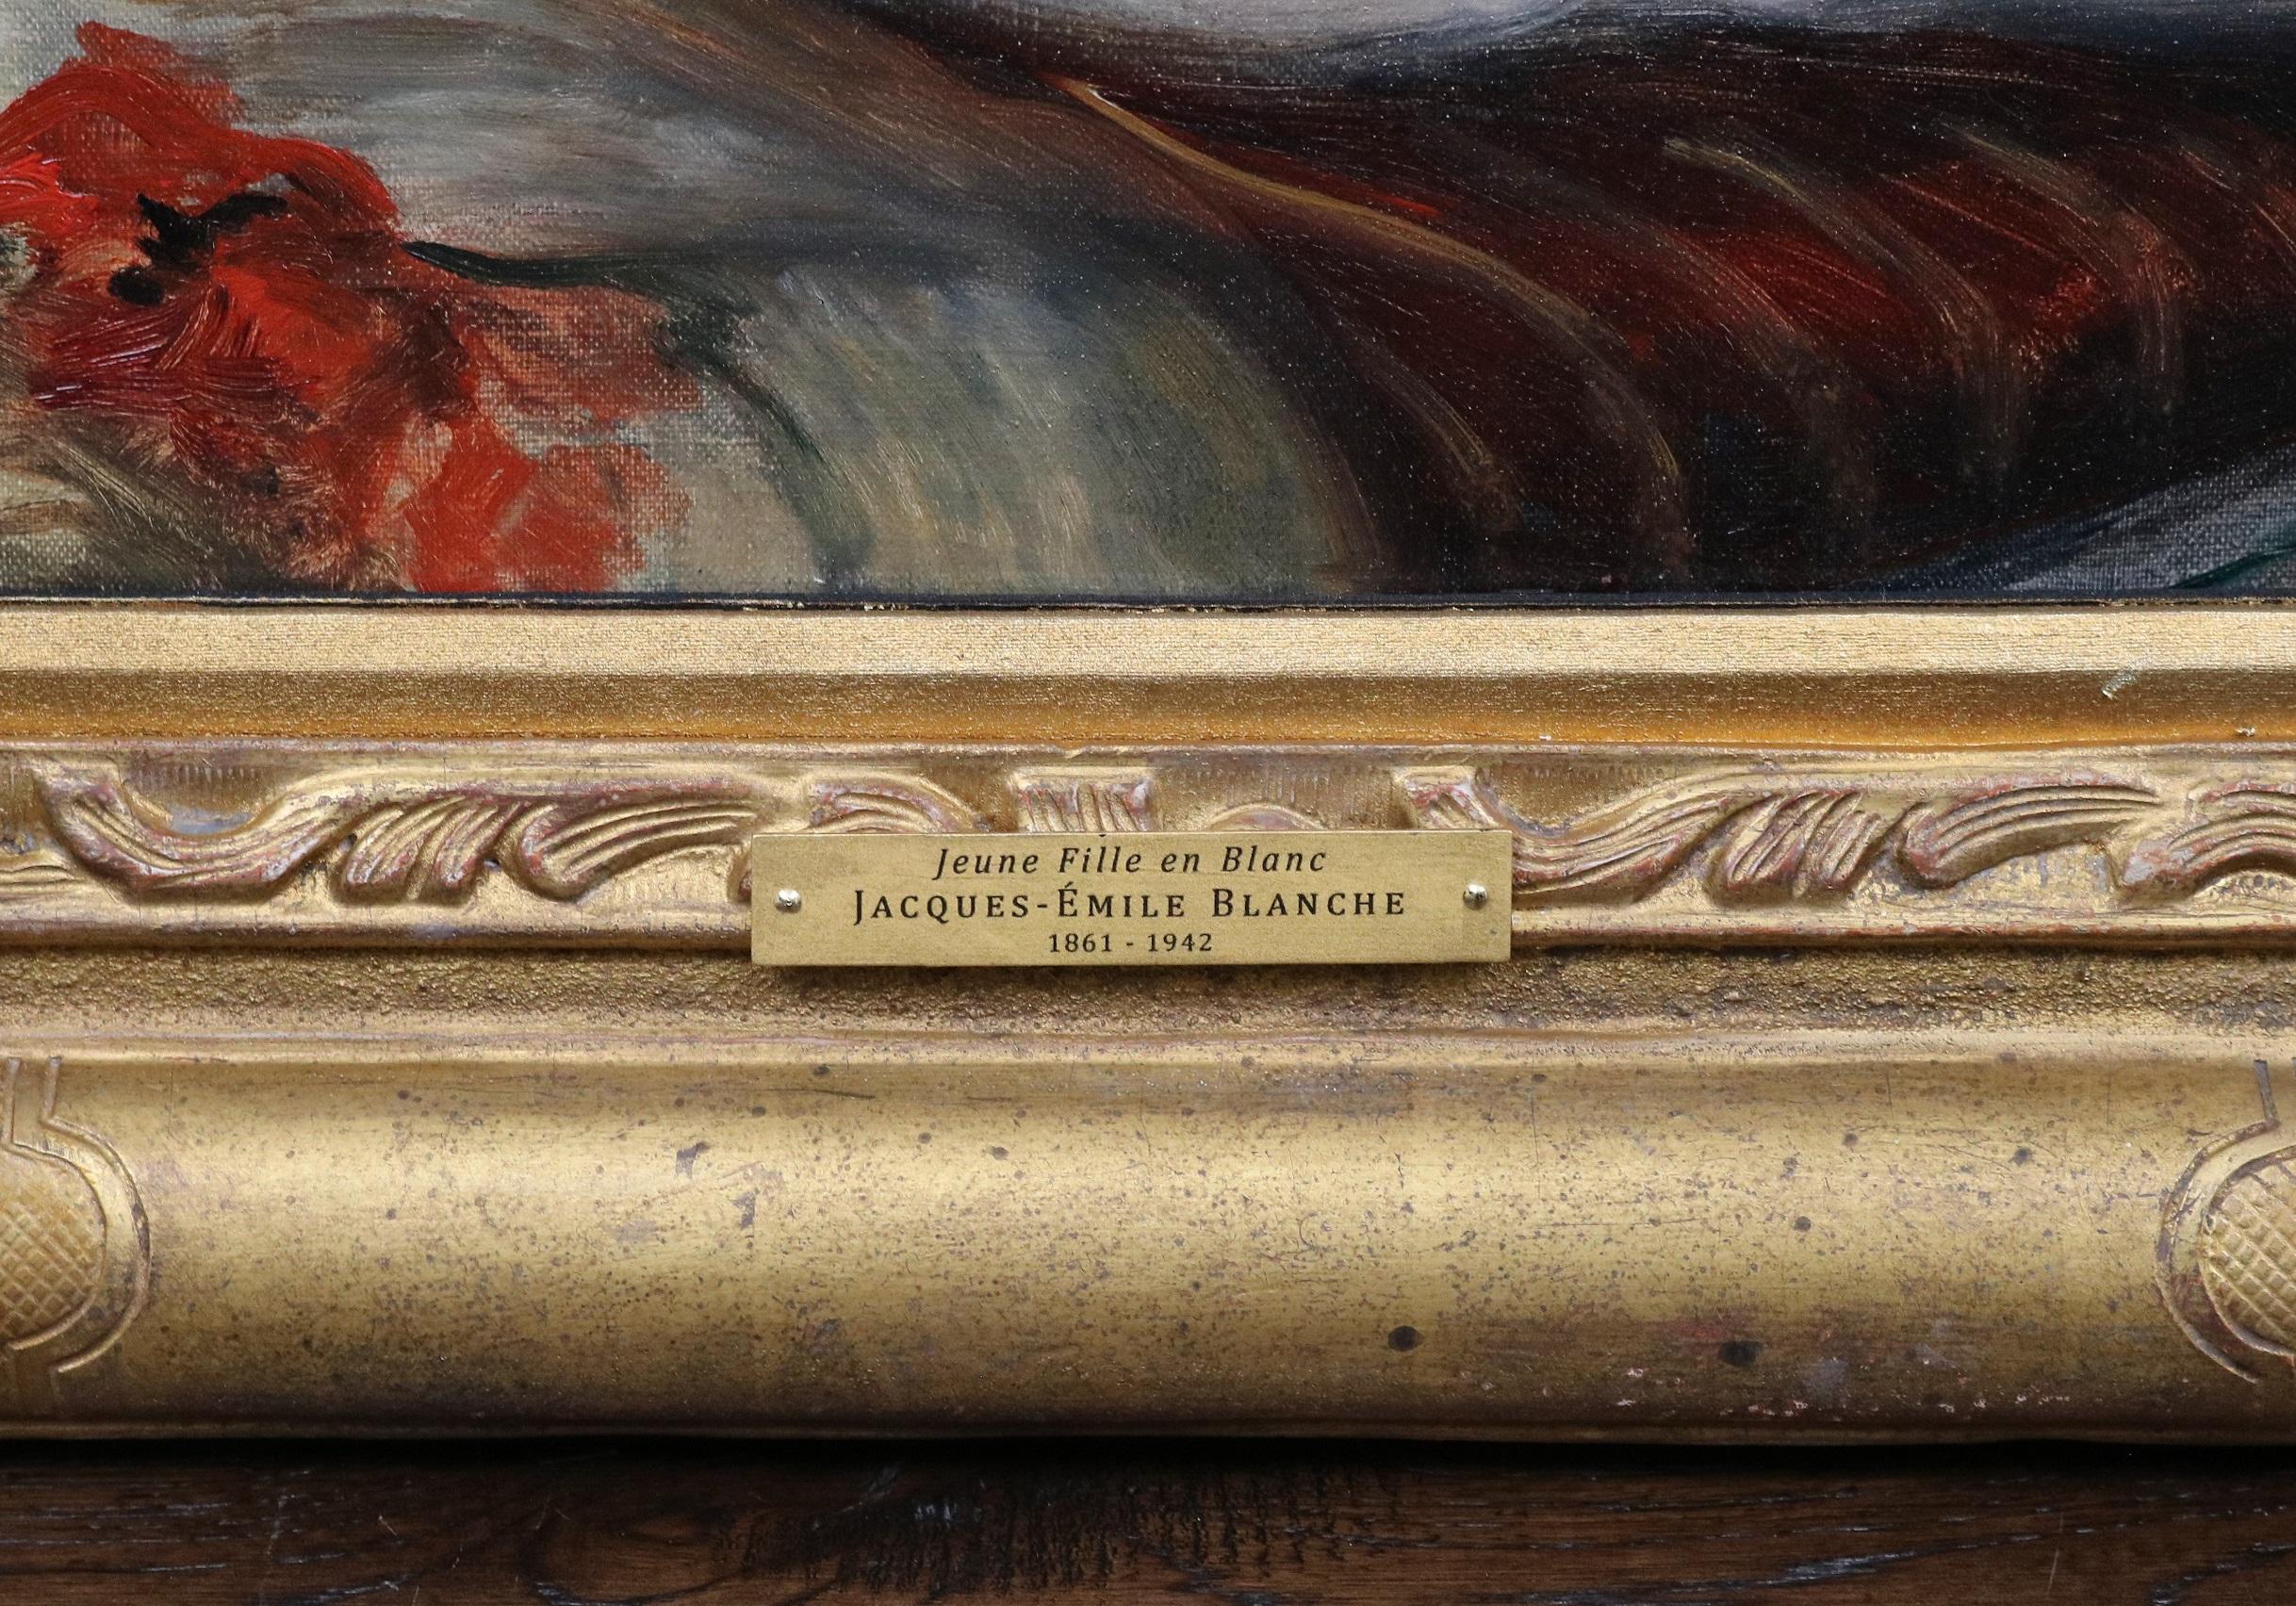 Jeune Fille en Blanc
JACQUES-ÉMILE BLANCHE
1861 - 1942